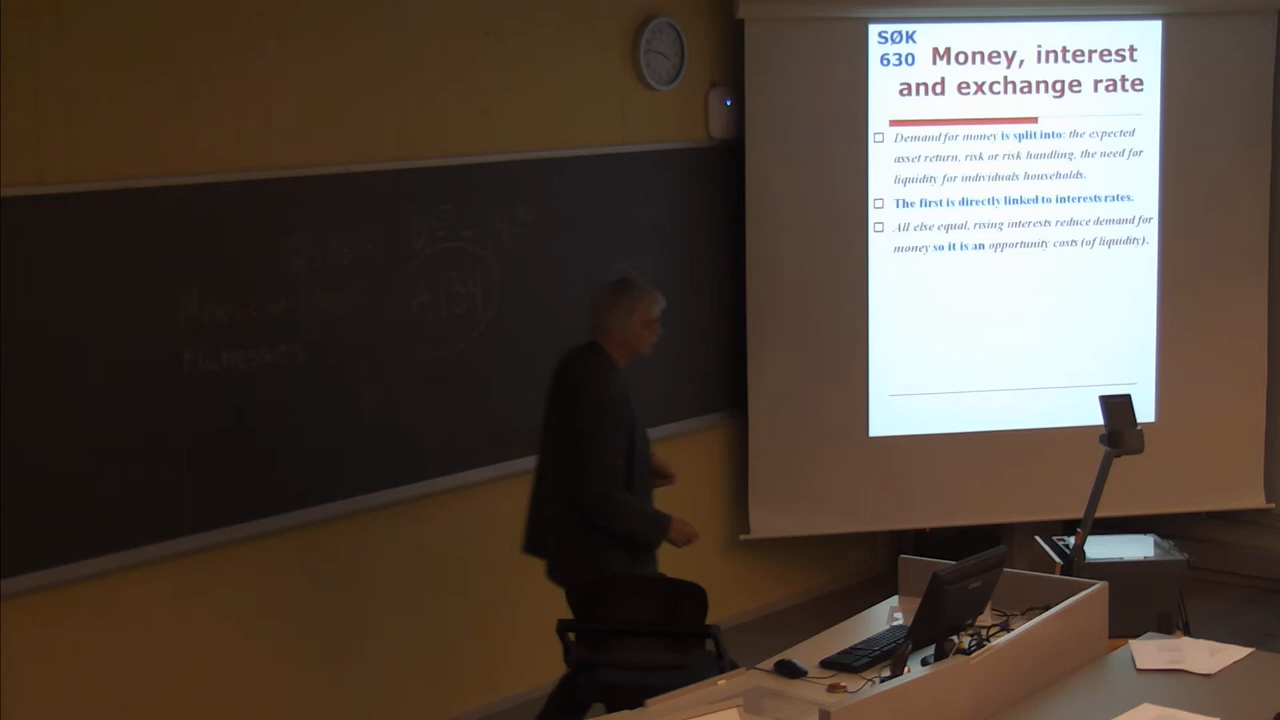 SØK
630
Money, interest
and exchange rate
Demand for money is split into: the expected
asset return, risk or risk handling, the need for
liquidity for individuals households.
The first is directly linked to interests rates.
All else equal, rising interests reduce demand for
money so it is an opportunity costs (of liquidity).